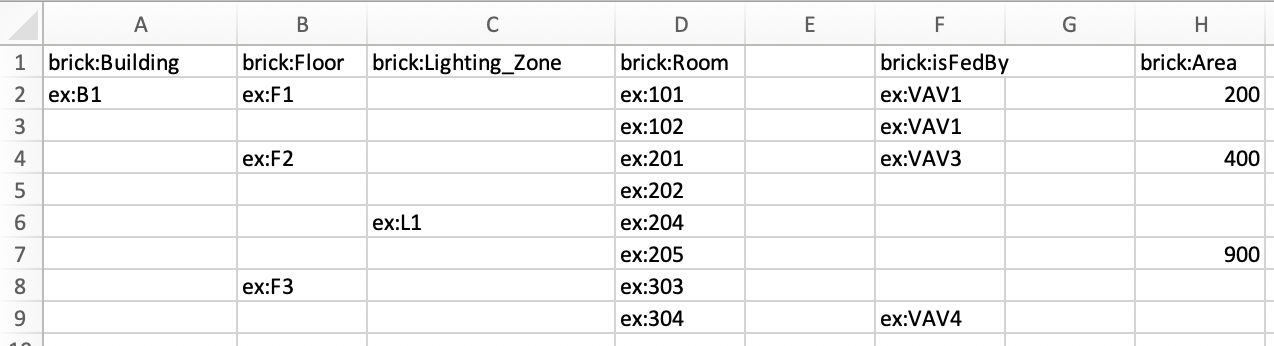 A B C D E F G H
1 brick:Building brick:Floor brick:Lighting_Zone brick:Room brick:isFedBy brick:Area
2 ex:B1 ex:F1 ex:101 ex:VAV1 200
3 ex:102 ex:VAV1
4 ex:F2 ex:201 ex:VAV3 400
5 ex:202
6 ex:L1 ex:204
7 ex:205 900
8 ex:F3 ex:303
9 ex:304 ex:VAV4
10